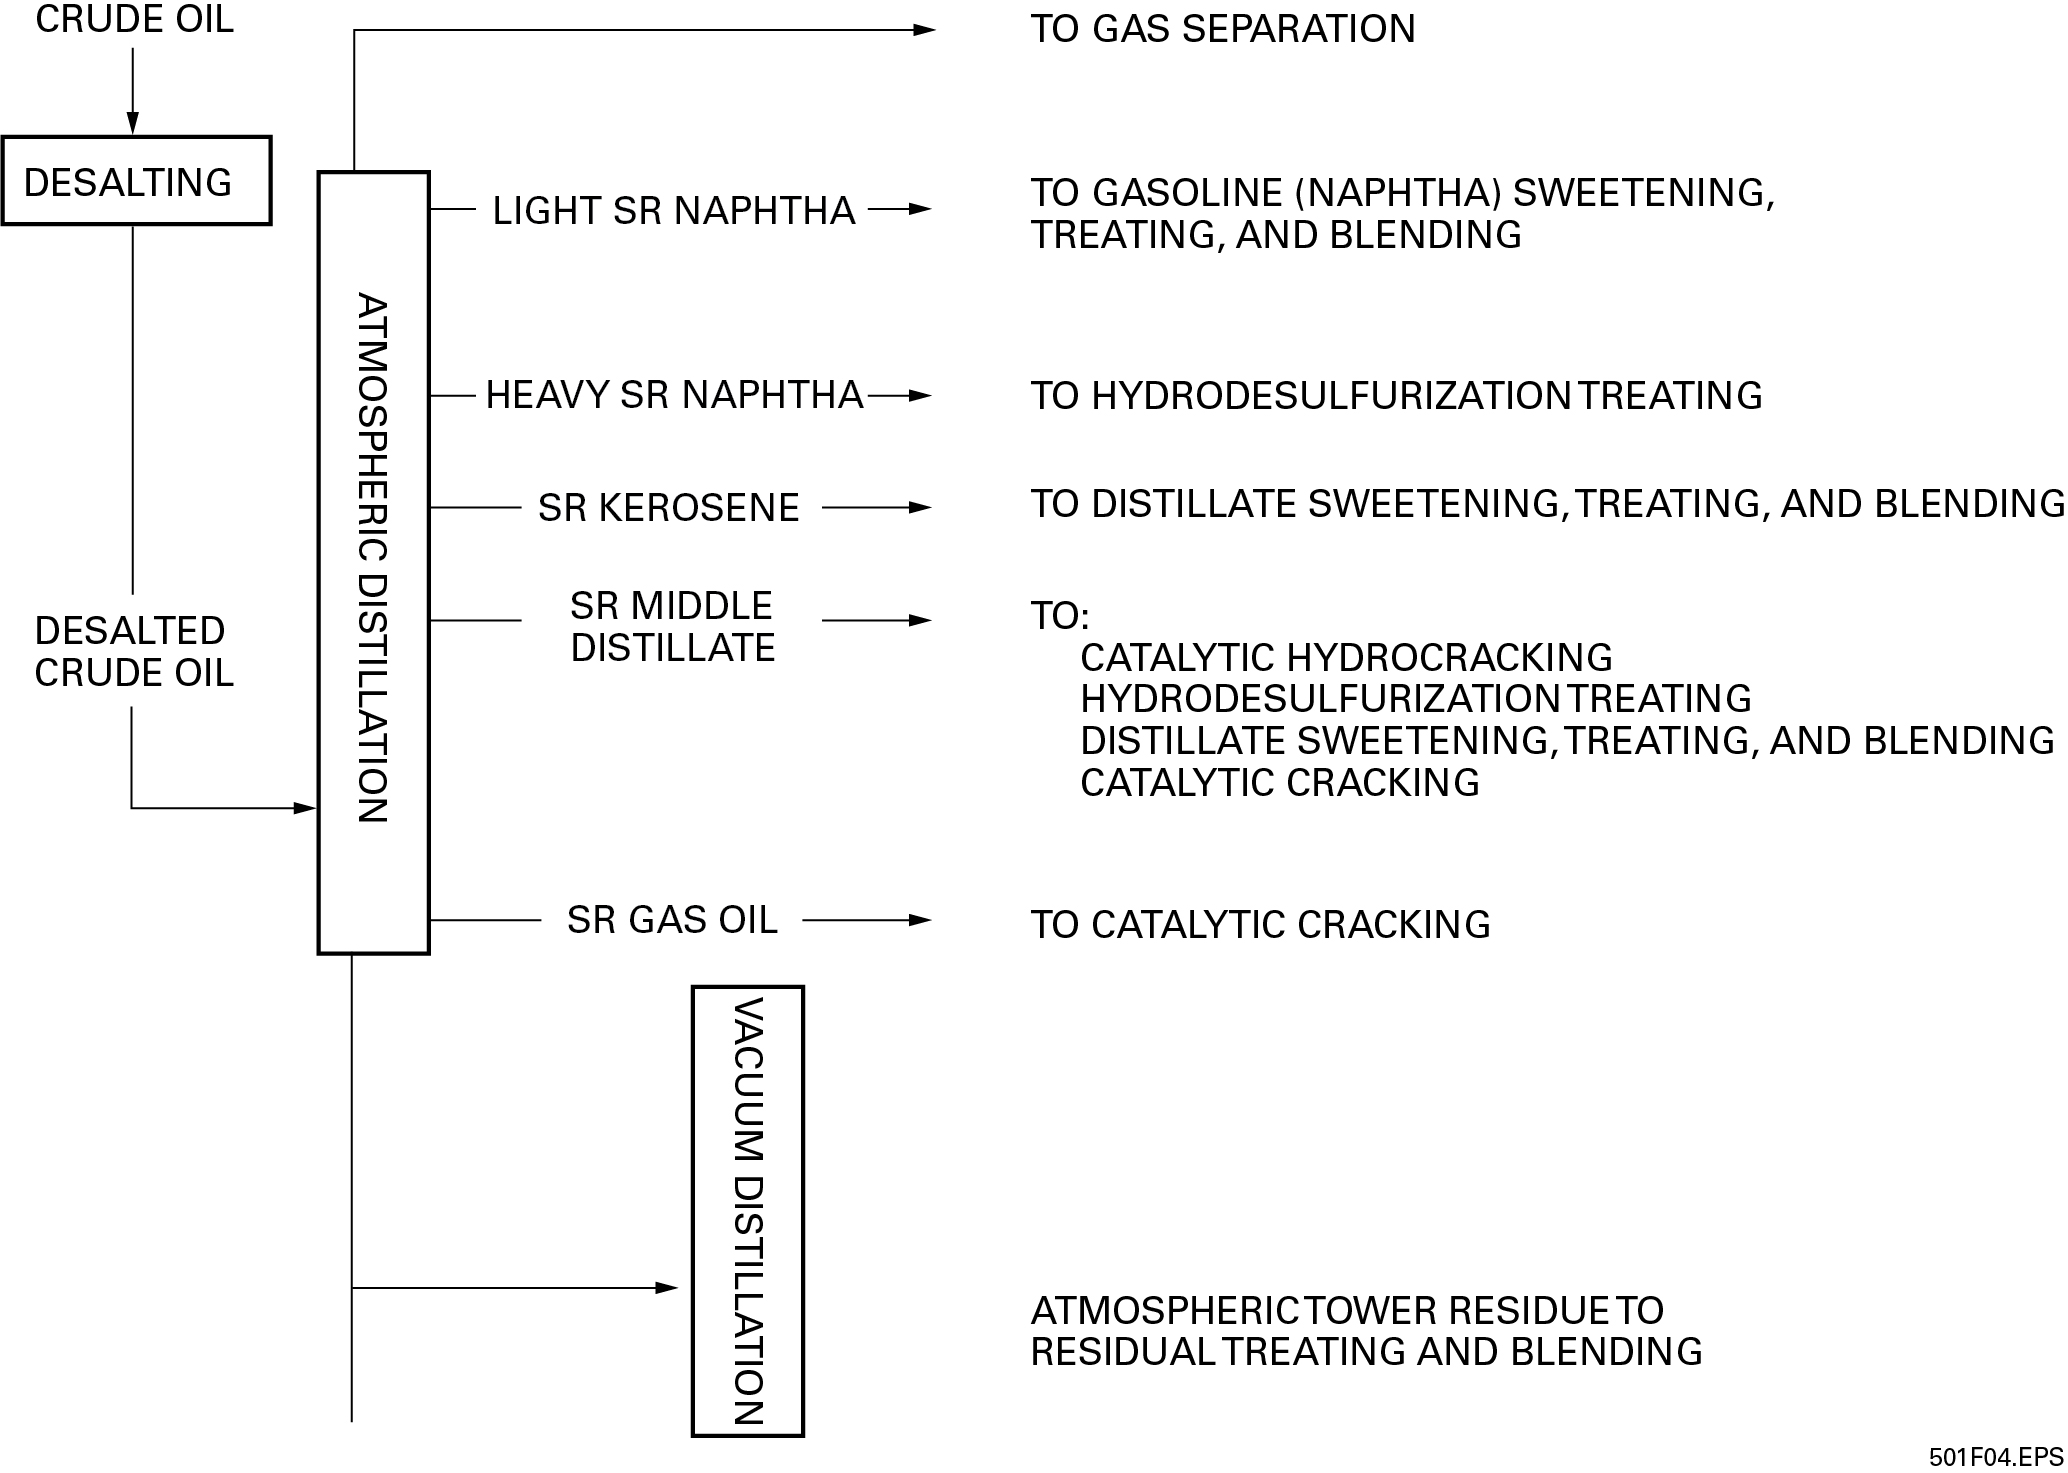 CRUDE OIL
TO GAS SEPARATION
DESALTING
LIGHT SR NAPHTHA
TO GASOLINE (NAPHTHA) SWEETENING,
TREATING, AND BLENDING
ATMOSPHERIC DISTILLATION
HEAVY SR NAPHTHA
TO HYDRODESULFURIZATION TREATING
SR KEROSENE
TO DISTILLATE SWEETENING, TREATING, AND BLENDING
DESALTED
CRUDE OIL
SR MIDDLE
DISTILLATE
TO:
CATALYTIC HYDROCRACKING
HYDRODESULFURIZATION TREATING
DISTILLATE SWEETENING, TREATING, AND BLENDING
CATALYTIC CRACKING
SR GAS OIL
TO CATALYTIC CRACKING
VACUUM DISTILLATION
ATMOSPHERIC TOWER RESIDUE TO
RESIDUAL TREATING AND BLENDING
501F04.EPS